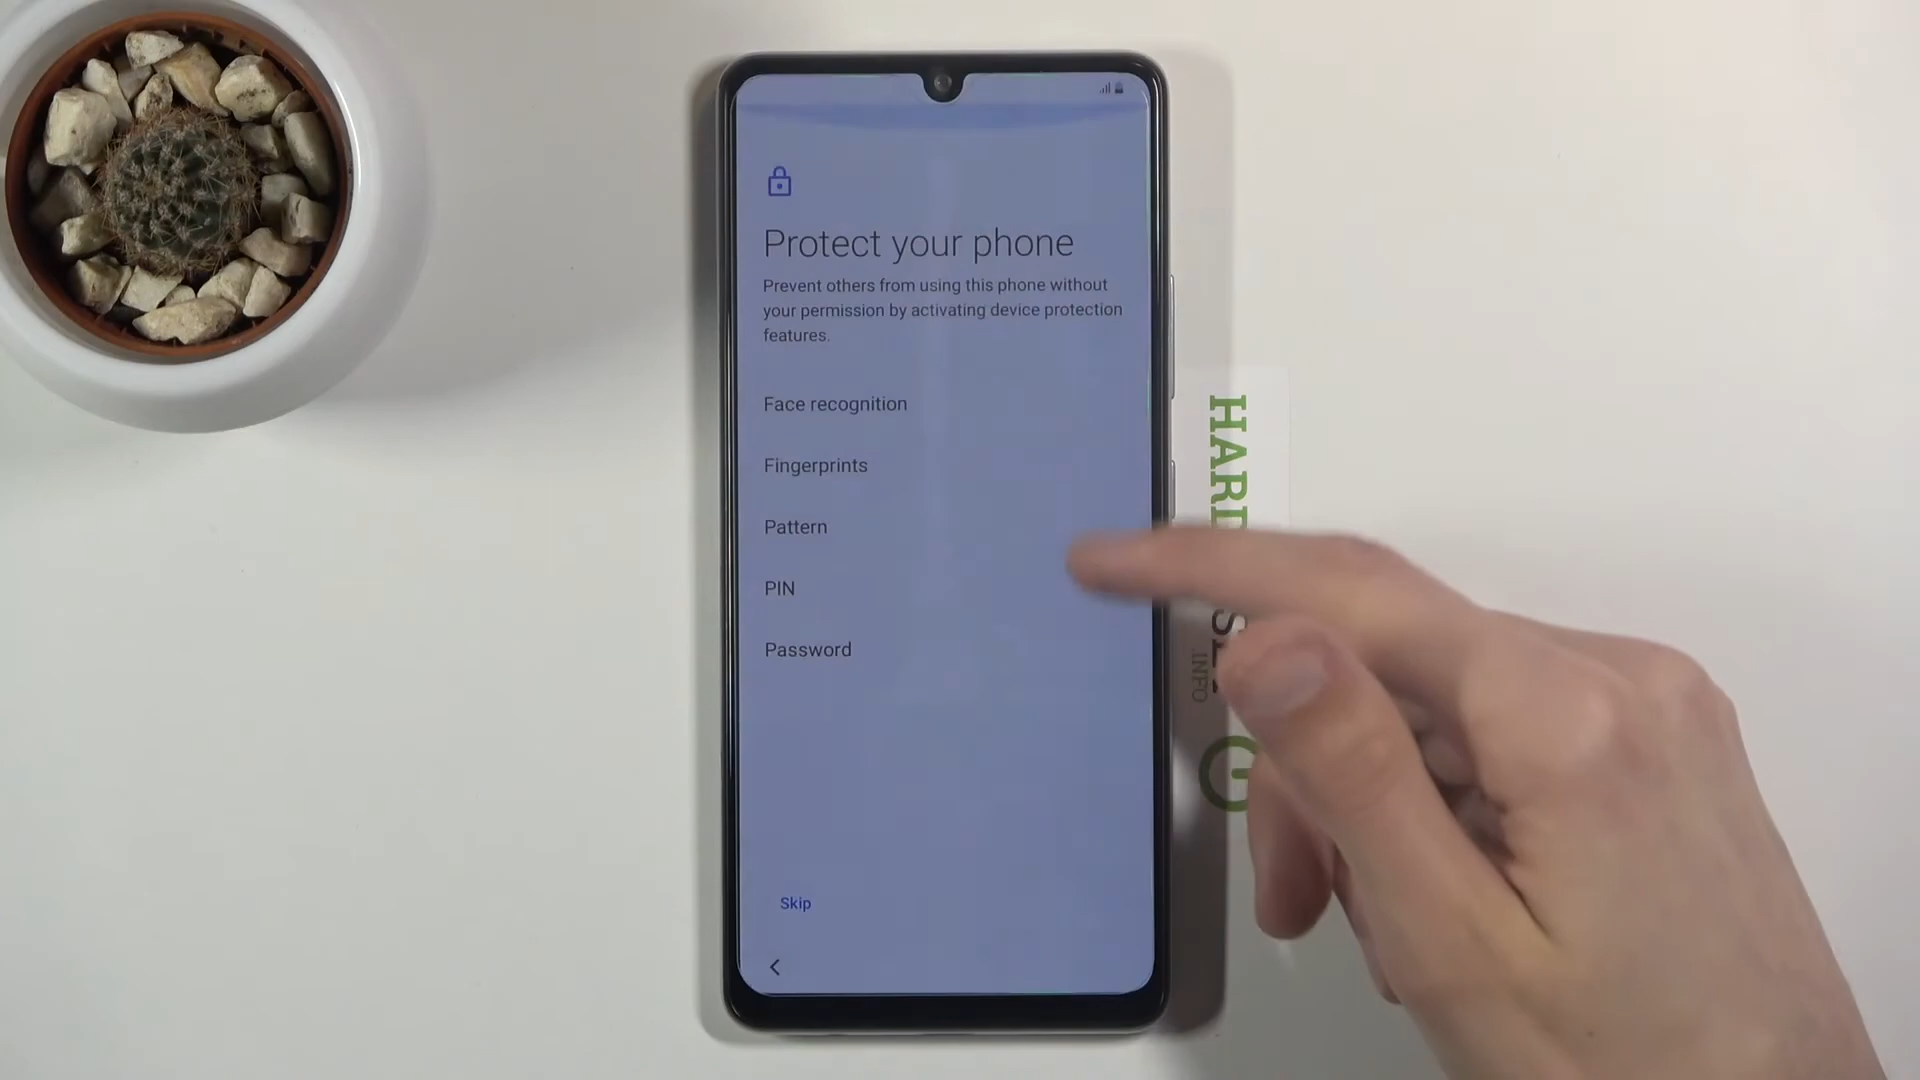 Protect your phone
Prevent others from using this phone without
your permission by activating device protection
features.
Face recognition
Fingerprints
Pattern
PIN
Password
Skip
.INFO